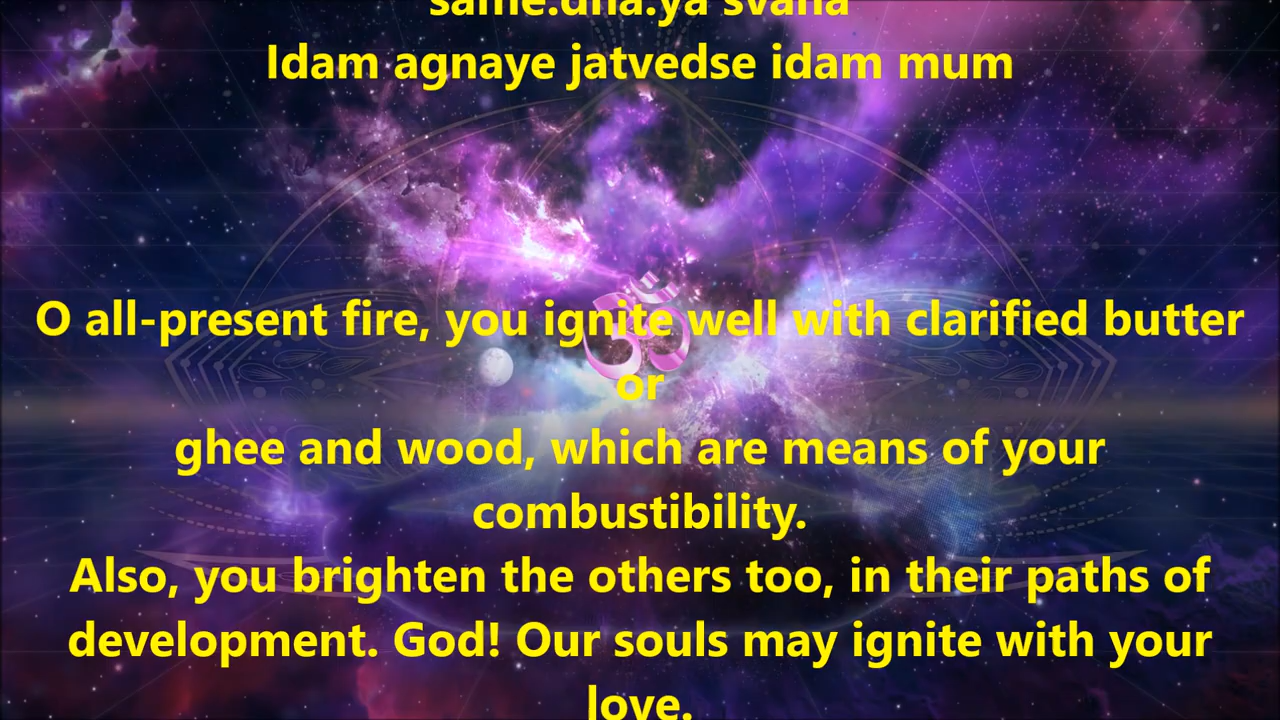 same.dha.ya svaha
Idam agnaye jatvedse idam mum
O all-present fire, you ignite well with clarified butter
or
ghee and wood, which are means of your
combustibility.
Also, you brighten the others too, in their paths of
development. God! Our souls may ignite with your
love.
ॐ